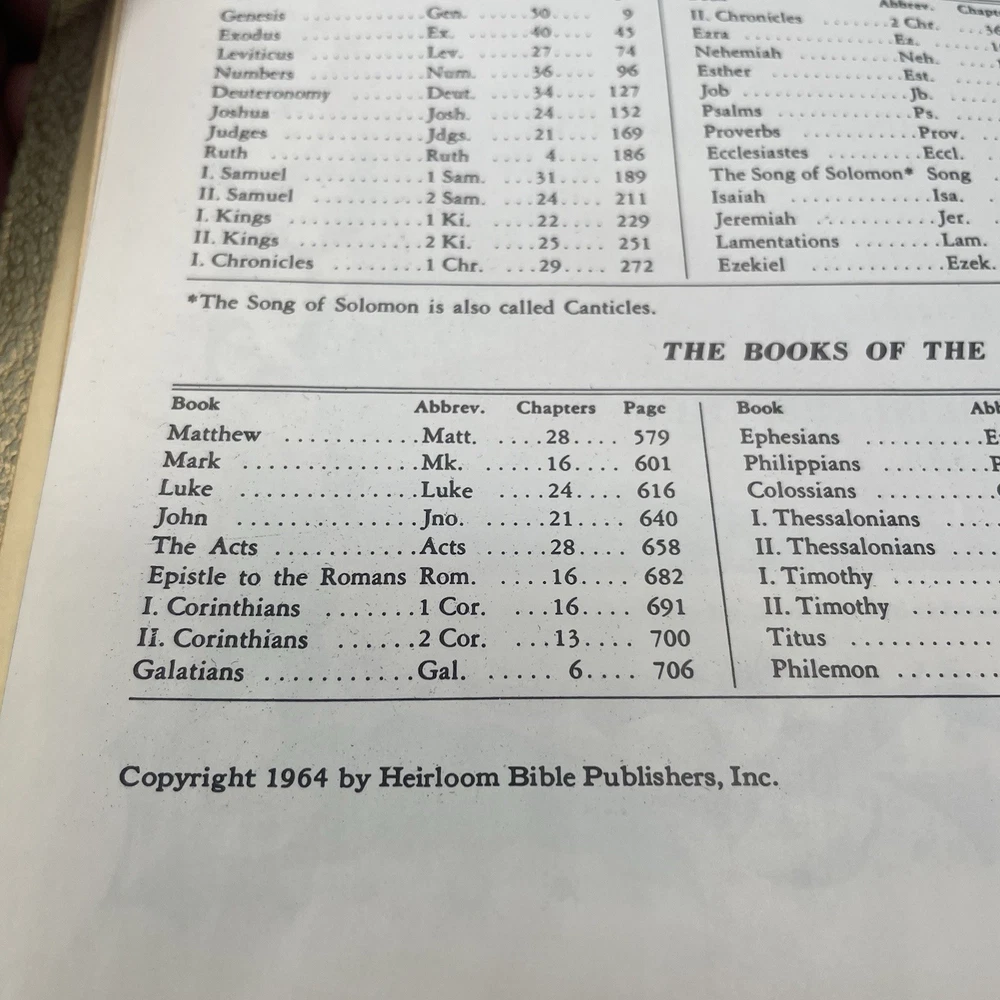 Genesis ............ Gen. ...... 50.... 9
Exodus ............ Ex. ....... 40.... 45
Leviticus ........... Lev. ...... 27.... 74
Numbers ........... Num. ..... 36.... 96
Deuteronomy ....... Deut. ..... 34.... 127
Joshua ............. Josh. ..... 24.... 152
Judges ............. Jdgs. ..... 21.... 169
Ruth .............. Ruth .... 4.... 186
I. Samuel ...........1 Sam. ...31.... 189
II. Samuel ..........2 Sam. ...24.... 211
I. Kings ............1 Ki. ....22.... 229
II. Kings ...........2 Ki. ....25.... 251
I. Chronicles ........1 Chr. ...29.... 272
Abbrev.
II. Chronicles .......2 Chr.
Ezra .............. Ez.
Nehemiah ...........Neh.
Esther .............Est.
Job ................Jb.
Psalms .............Ps.
Proverbs ...........Prov.
Ecclesiastes .........Eccl.
The Song of Solomon* Song
Isaiah .............Isa.
Jeremiah ............Jer.
Lamentations ........Lam.
Ezekiel ............Ezek.
*The Song of Solomon is also called Canticles.
THE BOOKS OF THE
Book Abbrev. Chapters Page
Matthew ...........Matt. ....28.... 579
Mark ..............Mk. .....16.... 601
Luke ..............Luke ....24.... 616
John ..............Jno. .....21.... 640
The Acts ...........Acts .....28.... 658
Epistle to the Romans Rom. ....16.... 682
I. Corinthians .......1 Cor. ...16.... 691
II. Corinthians ......2 Cor. ...13.... 700
Galatians ............Gal. ..... 6.... 706
Book Abb
Ephesians .........E
Philippians ........P
Colossians .........
I. Thessalonians ....
II. Thessalonians ....
I. Timothy ........
II. Timothy .......
Titus ...........
Philemon ........
Copyright 1964 by Heirloom Bible Publishers, Inc.